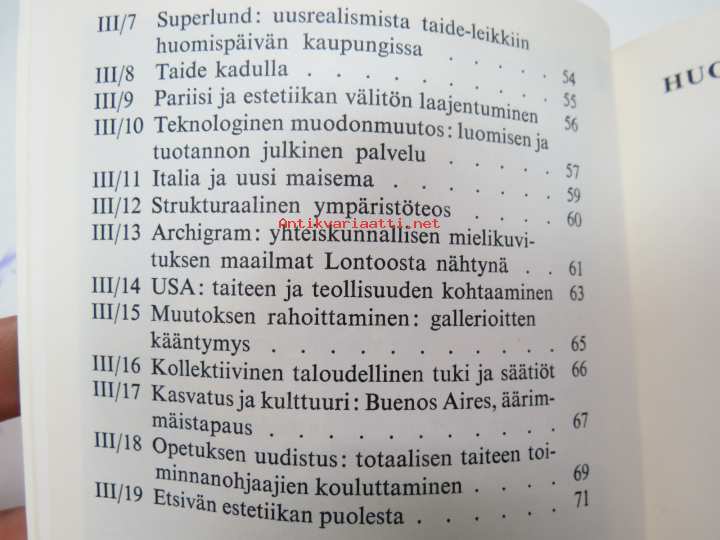 III/7 Superlund: uusrealismista taide-leikkiin
huomispäivän kaupungissa . . . . . 54
III/8 Taide kadulla . . . . . . . . . 55
III/9 Pariisi ja estetiikan välitön laajentuminen 56
III/10 Teknologinen muodonmuutos: luomisen ja
tuotannon julkinen palvelu . . . . . 57
III/11 Italia ja uusi maisema . . . . . . . 59
III/12 Strukturaalinen ympäristöteos . . . . 60
Antikvariaatti.net
III/13 Archigram: yhteiskunnallisen mielikuvi-
tuksen maailmat Lontoosta nähtynä . . 61
III/14 USA: taiteen ja teollisuuden kohtaaminen 63
III/15 Muutoksen rahoittaminen: gallerioitten
kääntymys . . . . . . . . . . 65
III/16 Kollektiivinen taloudellinen tuki ja säätiöt 66
III/17 Kasvatus ja kulttuuri: Buenos Aires, äärim-
mäistapaus . . . . . . . . . . 67
III/18 Opetuksen uudistus: totaalisen taiteen toi-
minnanohjaajien kouluttaminen . . . . 69
III/19 Etsivän estetiikan puolesta . . . . . . 71
HUO